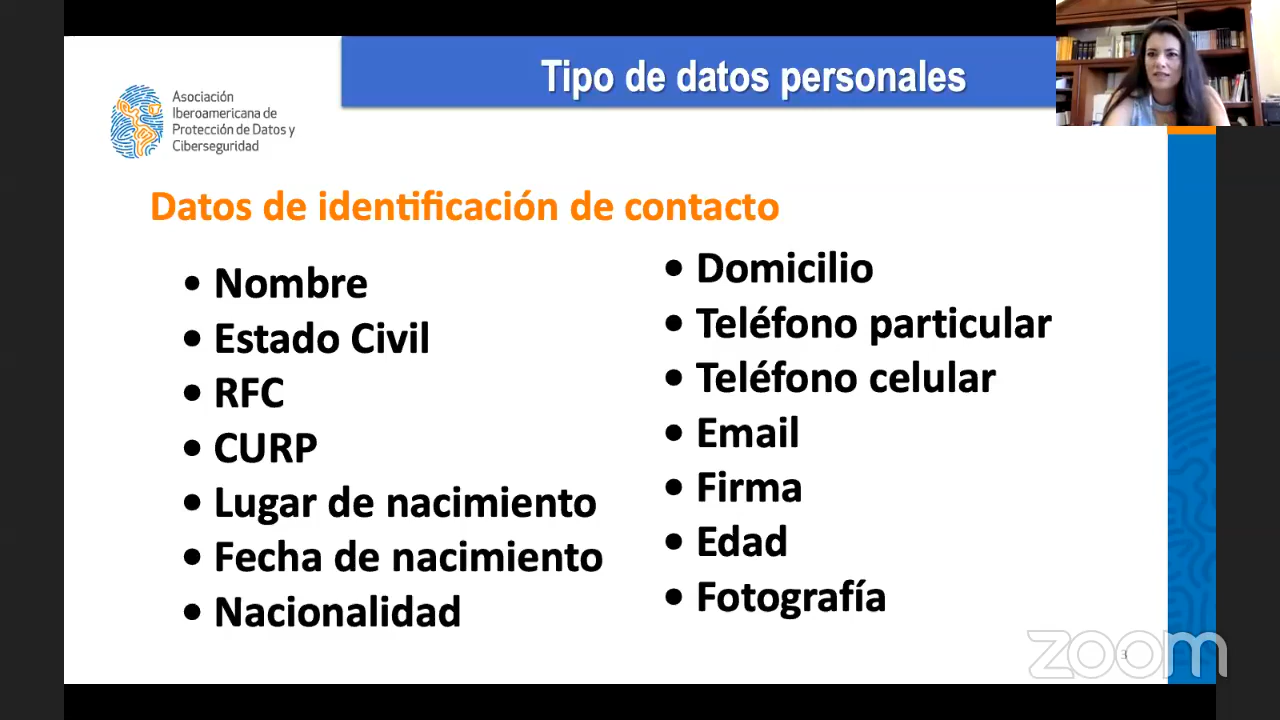 Tipo de datos personales
Asociación
Iberoamericana de
Protección de Datos y
Ciberseguridad
Datos de identificación de contacto
• Nombre
• Estado Civil
• RFC
• CURP
• Lugar de nacimiento
• Fecha de nacimiento
• Nacionalidad
• Domicilio
• Teléfono particular
• Teléfono celular
• Email
• Firma
• Edad
• Fotografía
3
zoom